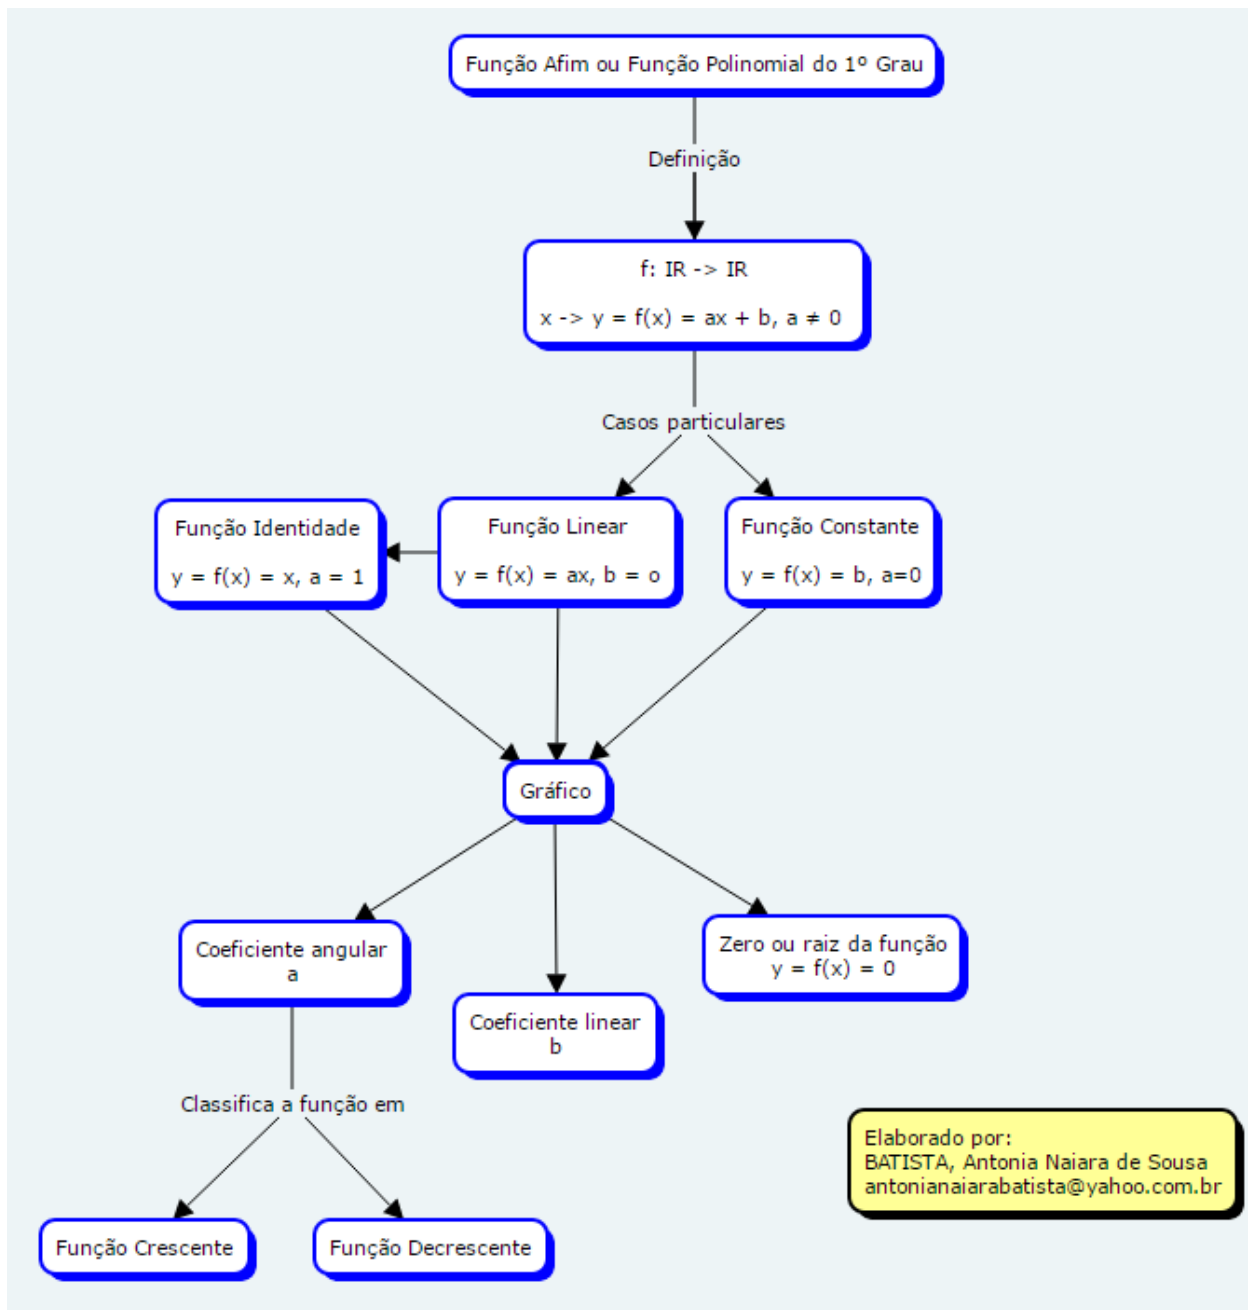 Função Afim ou Função Polinomial do 1º Grau
Definição
f: IR -> IR
x -> y = f(x) = ax + b, a ≠ 0
Casos particulares
Função Identidade
y = f(x) = x, a = 1
Função Linear
y = f(x) = ax, b = o
Função Constante
y = f(x) = b, a=0
Gráfico
Coeficiente angular
a
Coeficiente linear
b
Zero ou raiz da função
y = f(x) = 0
Classifica a função em
Função Crescente
Função Decrescente
Elaborado por:
BATISTA, Antonia Naiara de Sousa
antonianaiarabatista@yahoo.com.br